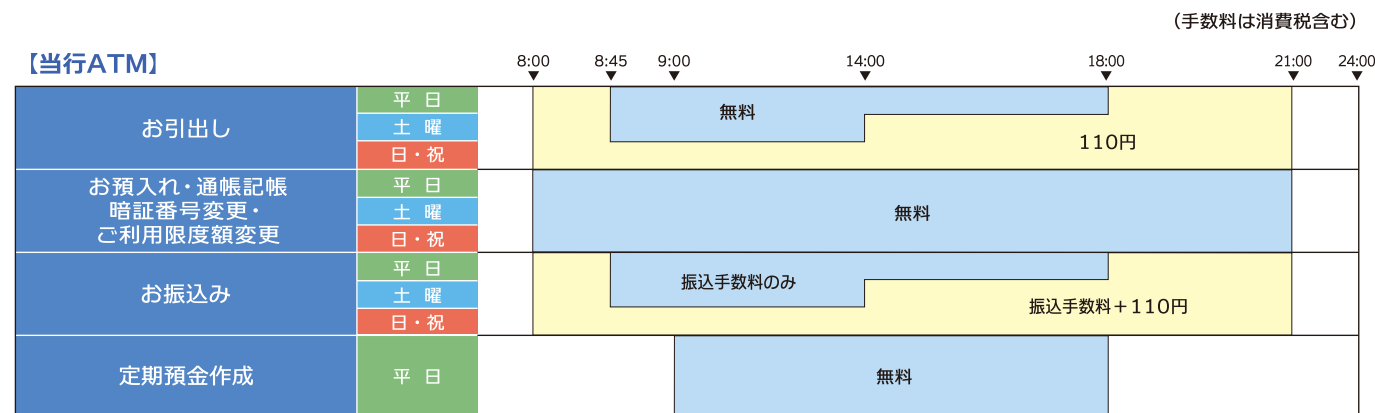 （手数料は消費税含む）
【当行ATM】
8:00 8:45 9:00 14:00 18:00 21:00 24:00
お引出し
平 日
土 曜
日・祝
無料
110円
お預入れ・通帳記帳
暗証番号変更・
ご利用限度額変更
平 日
土 曜
日・祝
無料
お振込み
平 日
土 曜
日・祝
振込手数料のみ
振込手数料＋110円
定期預金作成
平 日
無料